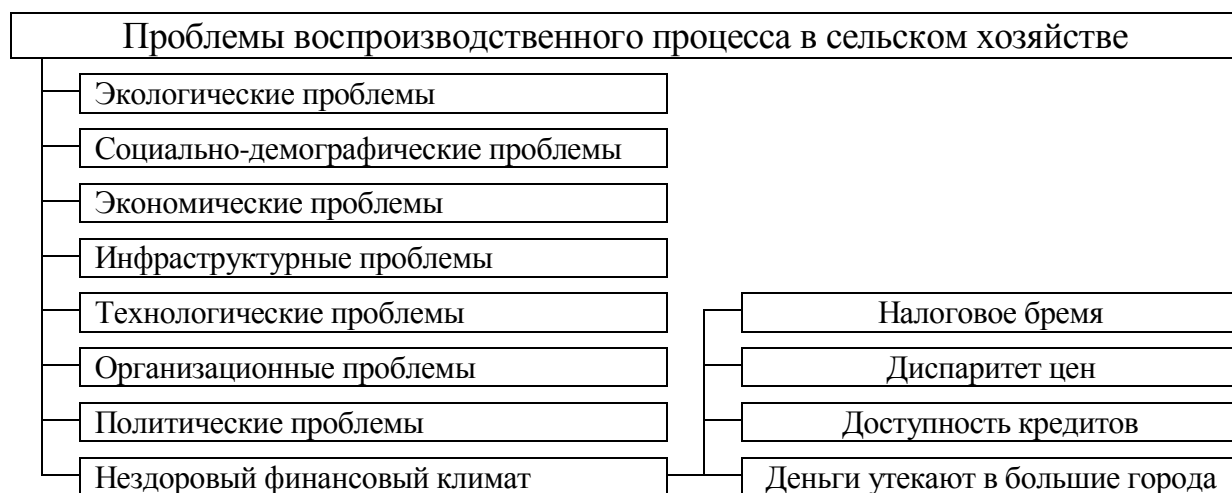 Проблемы воспроизводственного процесса в сельском хозяйстве
Экологические проблемы
Социально-демографические проблемы
Экономические проблемы
Инфраструктурные проблемы
Технологические проблемы
Налоговое бремя
Организационные проблемы
Диспаритет цен
Политические проблемы
Доступность кредитов
Нездоровый финансовый климат
Деньги утекают в большие города